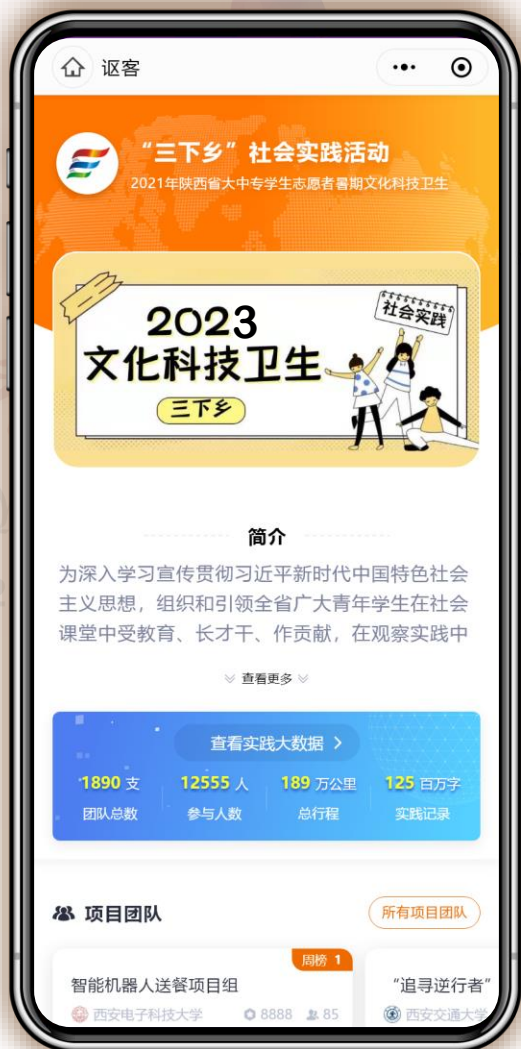 讴客
“三下乡”社会实践活动
2021年陕西省大中专学生志愿者暑期文化科技卫生
社会实践
2023
文化科技卫生
三下乡
简介
为深入学习宣传贯彻习近平新时代中国特色社会
主义思想，组织和引领全省广大青年学生在社会
课堂中受教育、长才干、作贡献，在观察实践中
查看更多
查看实践大数据 >
1890 支 12555 人 189 万公里 125 百万字
团队总数 参与人数 总行程 实践记录
项目团队 所有项目团队
周榜 1
智能机器人送餐项目组 “追寻逆行者”
西安电子科技大学 8888 85 西安交通大学